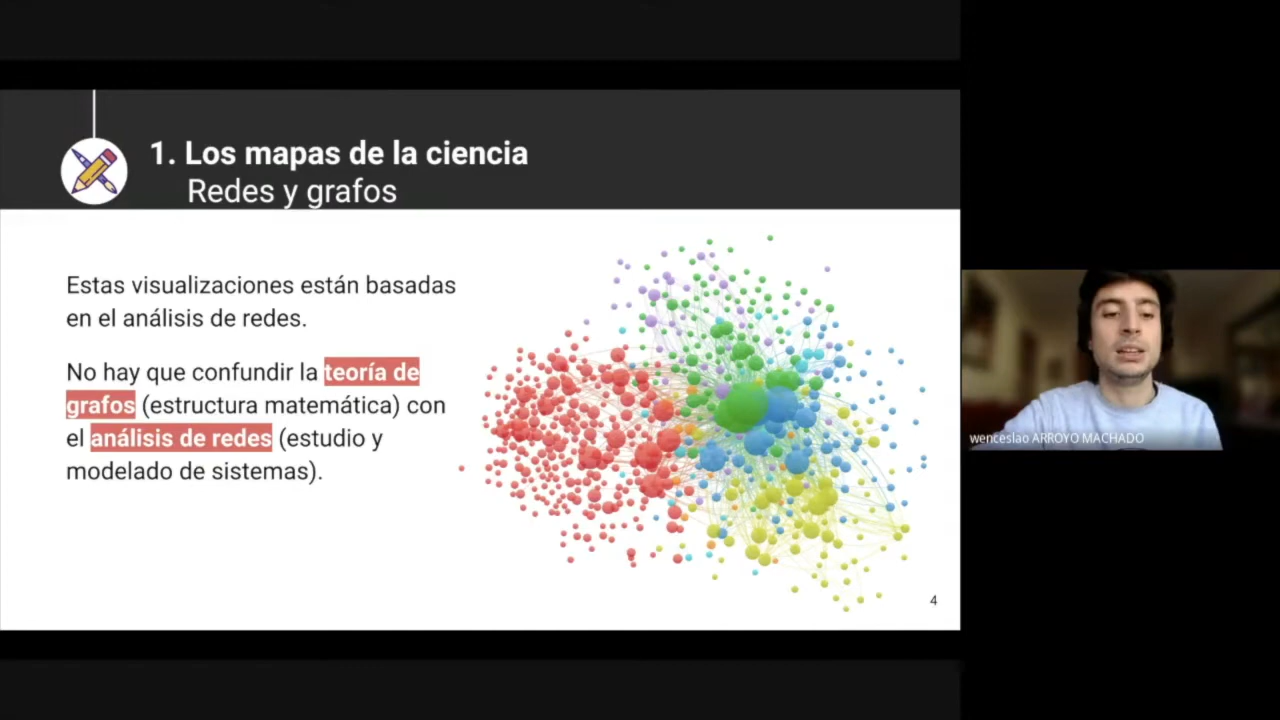 1. Los mapas de la ciencia
Redes y grafos
Estas visualizaciones están basadas
en el análisis de redes.
No hay que confundir la teoría de
grafos (estructura matemática) con
el análisis de redes (estudio y
modelado de sistemas).
4
wenceslao ARROYO MACHADO